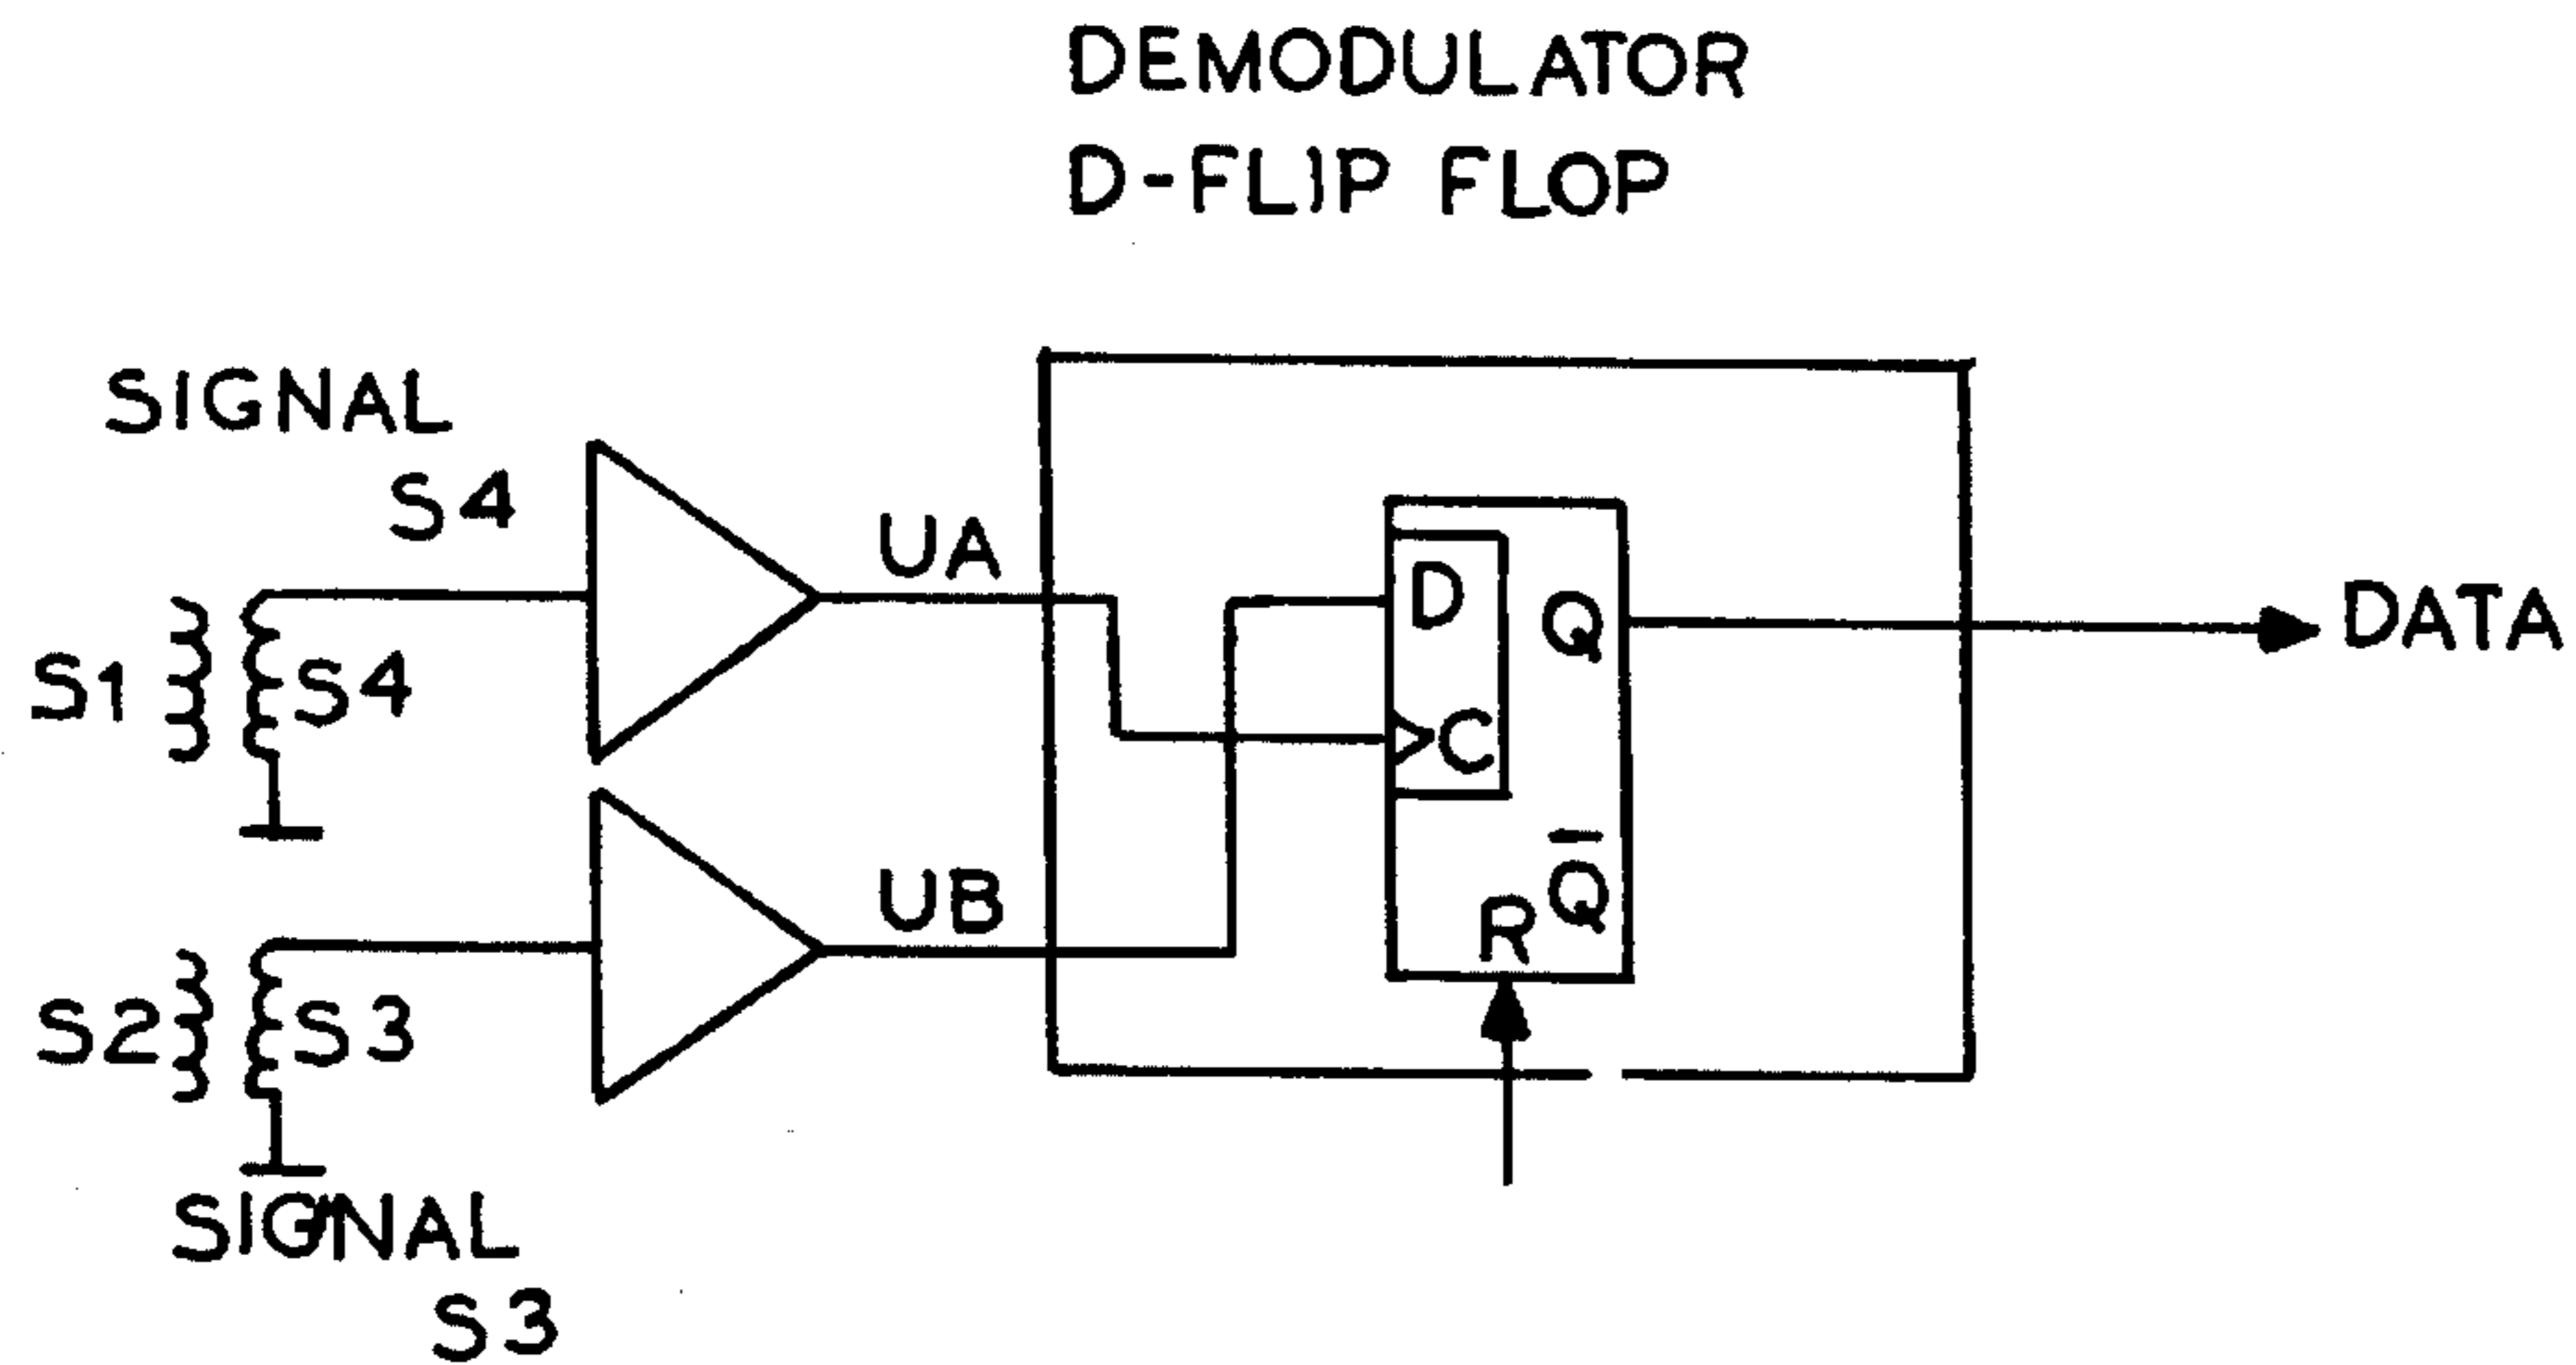 DEMODULATOR
D-FLIP FLOP
SIGNAL
S4
UA
D
Q
DATA
S1
S4
C
UB
Q̅
R
S2
S3
SIGNAL
S3